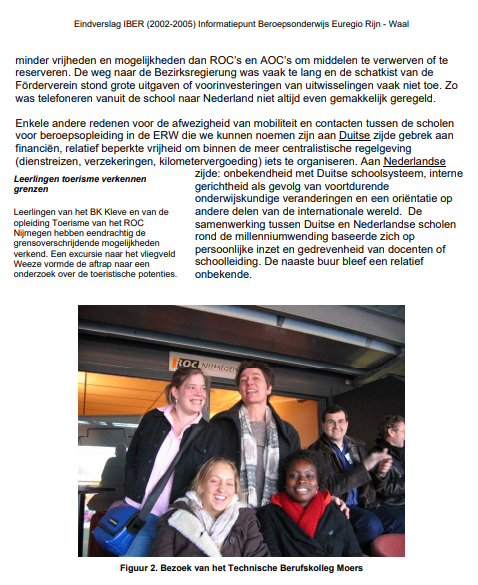 Eindverslag IBER (2002-2005) Informatiepunt Beroepsonderwijs Euregio Rijn - Waal
minder vrijheden en mogelijkheden dan ROC's en AOC's om middelen te verwerven of te
reserveren. De weg naar de Bezirksregierung was vaak te lang en de schatkist van de
Förderverein stond grote uitgaven of voorinvesteringen van uitwisselingen vaak niet toe. Zo
was telefoneren vanuit de school naar Nederland niet altijd even gemakkelijk geregeld.
Enkele andere redenen voor de afwezigheid van mobiliteit en contacten tussen de scholen
voor beroepsopleiding in de ERW die we kunnen noemen zijn aan Duitse zijde gebrek aan
financiën, relatief beperkte vrijheid om binnen de meer centralistische regelgeving
(dienstreizen, verzekeringen, kilometervergoeding) iets te organiseren. Aan Nederlandse
zijde: onbekendheid met Duitse schoolsysteem, interne
gerichtheid als gevolg van voortdurende
onderwijskundige veranderingen en een oriëntatie op
andere delen van de internationale wereld. De
samenwerking tussen Duitse en Nederlandse scholen
rond de millenniumwending baseerde zich op
persoonlijke inzet en gedrevenheid van docenten of
schoolleiding. De naaste buur bleef een relatief
onbekende.
Leerlingen toerisme verkennen
grenzen
Leerlingen van het BK Kleve en van de
opleiding Toerisme van het ROC
Nijmegen hebben eendrachtig de
grensoverschrijdende mogelijkheden
verkend. Een excursie naar het vliegveld
Weeze vormde de aftrap naar een
onderzoek over de toeristische potenties.
ROC NIJMEGEN
Figuur 2. Bezoek van het Technische Berufskolleg Moers